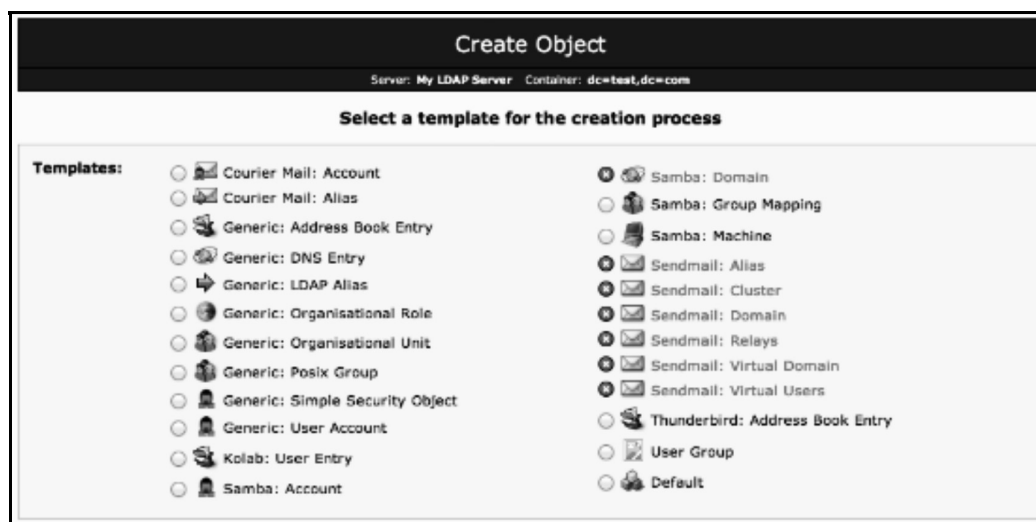 Create Object
Server: My LDAP Server Container: dc=test,dc=com
Select a template for the creation process
Templates:
Courier Mail: Account
Courier Mail: Alias
Generic: Address Book Entry
Generic: DNS Entry
Generic: LDAP Alias
Generic: Organisational Role
Generic: Organisational Unit
Generic: Posix Group
Generic: Simple Security Object
Generic: User Account
Kolab: User Entry
Samba: Account
Samba: Domain
Samba: Group Mapping
Samba: Machine
Sendmail: Alias
Sendmail: Cluster
Sendmail: Domain
Sendmail: Relays
Sendmail: Virtual Domain
Sendmail: Virtual Users
Thunderbird: Address Book Entry
User Group
Default